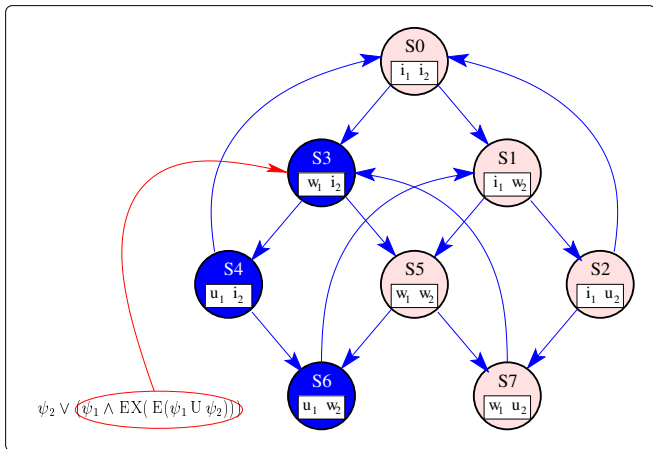 S0
i₁ i₂
S3
w₁ i₂
S1
i₁ w₂
S4
u₁ i₂
S5
w₁ w₂
S2
i₁ u₂
S6
u₁ w₂
S7
w₁ u₂
ψ₂ ∨ (ψ₁ ∧ EX( E(ψ₁ U ψ₂)))